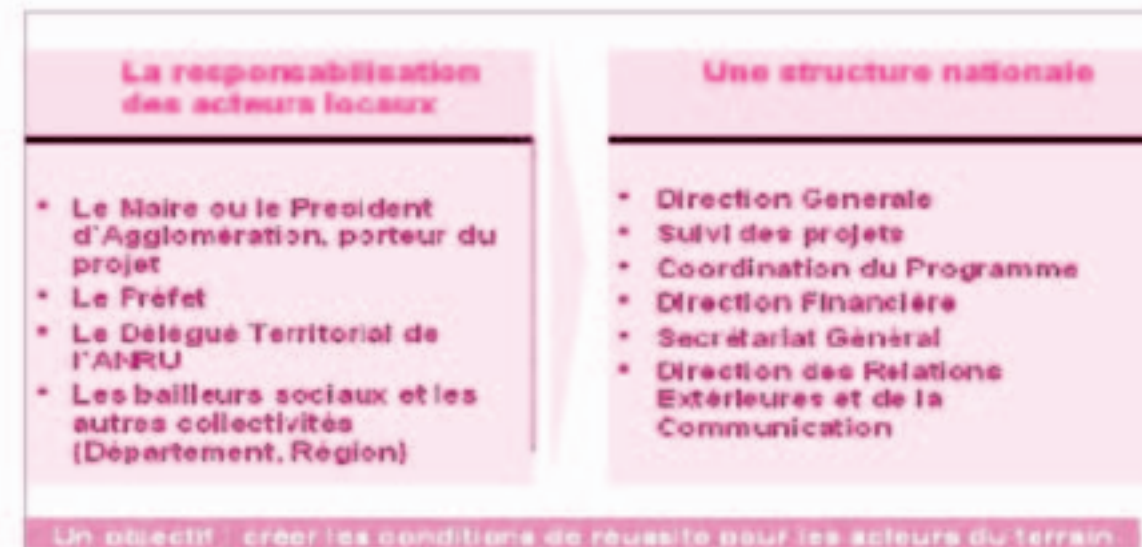 La responsabilisation
des acteurs locaux
• Le Maire ou le President
d'Agglomération, porteur du
projet
• Le Préfet
• Le Délégué Territorial de
l'ANRU
• Les bailleurs sociaux et les
autres collectivités
(Département, Région)
Une structure nationale
• Direction Generale
• Suivi des projets
• Coordination du Programme
• Direction Financière
• Secrétariat Général
• Direction des Relations
Extérieures et de la
Communication
Un objectif : créer les conditions de réussite pour les acteurs du terrain